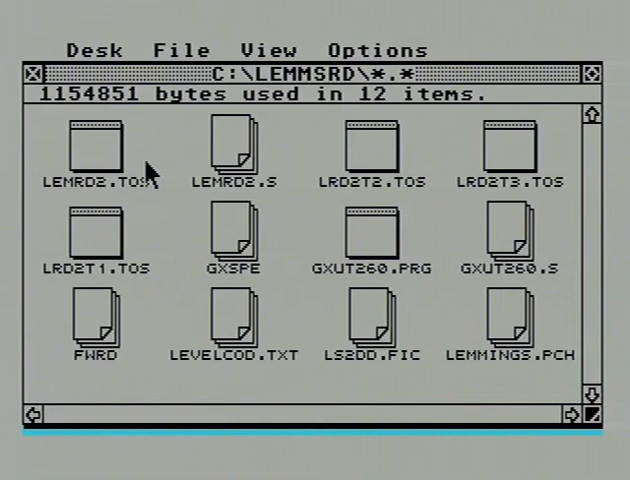 Desk File View Options
C:\LEMMSRD\*.*
1154851 bytes used in 12 items.
LEMRD2.TOS LEMRD2.S LRD2T2.TOS LRD2T3.TOS
LRD2T1.TOS GXSPE GXUT260.PRG GXUT260.S
FWRD LEVELCOD.TXT LS2DD.FIC LEMMINGS.PCH